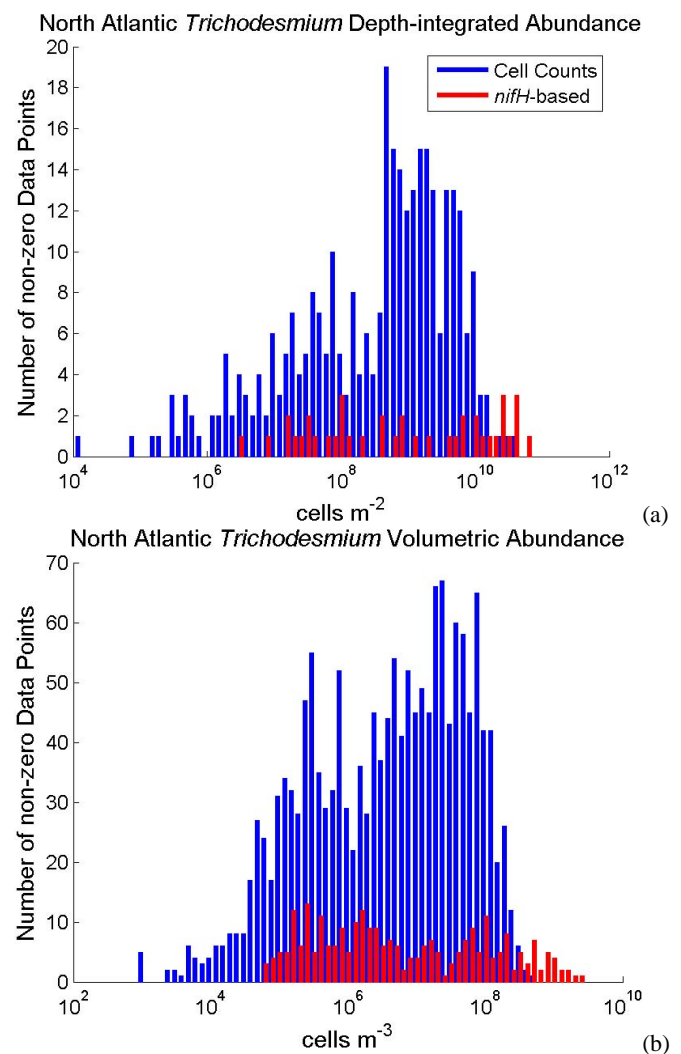 North Atlantic Trichodesmium Depth-integrated Abundance
20
18
16
14
12
10
8
6
4
2
0
Number of non-zero Data Points
Cell Counts
nifH-based
10^4
10^6
10^8
10^10
10^12
cells m^-2
(a)
North Atlantic Trichodesmium Volumetric Abundance
70
60
50
40
30
20
10
0
Number of non-zero Data Points
10^2
10^4
10^6
10^8
10^10
cells m^-3
(b)